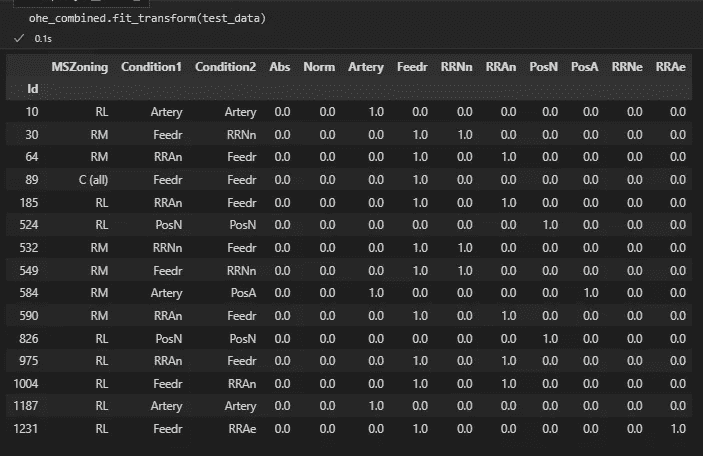 ohe_combined.fit_transform(test_data)
0.1s
MSZoning Condition1 Condition2 Abs Norm Artery Feedr RRNn RRAn PosN PosA RRNe RRAe
Id
10 RL Artery Artery 0.0 0.0 1.0 0.0 0.0 0.0 0.0 0.0 0.0 0.0
30 RM Feedr RRNn 0.0 0.0 0.0 1.0 1.0 0.0 0.0 0.0 0.0 0.0
64 RM RRAn Feedr 0.0 0.0 0.0 1.0 0.0 1.0 0.0 0.0 0.0 0.0
89 C (all) Feedr Feedr 0.0 0.0 0.0 1.0 0.0 0.0 0.0 0.0 0.0 0.0
185 RL RRAn Feedr 0.0 0.0 0.0 1.0 0.0 1.0 0.0 0.0 0.0 0.0
524 RL PosN PosN 0.0 0.0 0.0 0.0 0.0 0.0 1.0 0.0 0.0 0.0
532 RM RRNn Feedr 0.0 0.0 0.0 1.0 1.0 0.0 0.0 0.0 0.0 0.0
549 RM Feedr RRNn 0.0 0.0 0.0 1.0 1.0 0.0 0.0 0.0 0.0 0.0
584 RM Artery PosA 0.0 0.0 1.0 0.0 0.0 0.0 0.0 1.0 0.0 0.0
590 RM RRAn Feedr 0.0 0.0 0.0 1.0 0.0 1.0 0.0 0.0 0.0 0.0
826 RL PosN PosN 0.0 0.0 0.0 0.0 0.0 0.0 1.0 0.0 0.0 0.0
975 RL RRAn Feedr 0.0 0.0 0.0 1.0 0.0 1.0 0.0 0.0 0.0 0.0
1004 RL Feedr RRAn 0.0 0.0 0.0 1.0 0.0 1.0 0.0 0.0 0.0 0.0
1187 RL Artery Artery 0.0 0.0 1.0 0.0 0.0 0.0 0.0 0.0 0.0 0.0
1231 RL Feedr RRAe 0.0 0.0 0.0 1.0 0.0 0.0 0.0 0.0 0.0 1.0